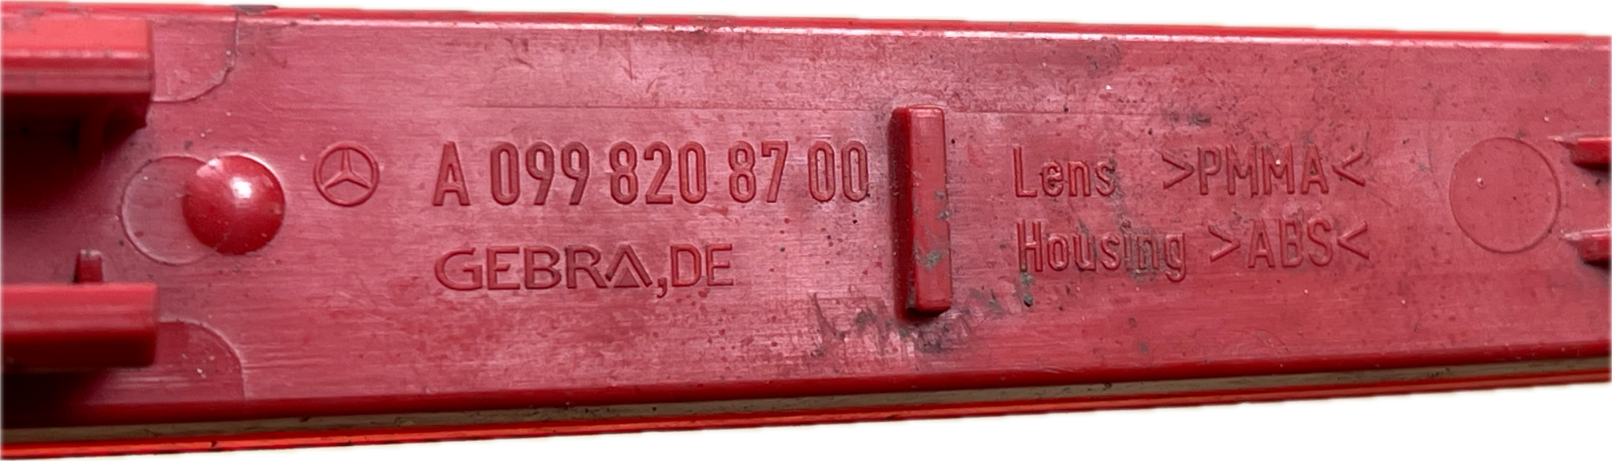 A 099 820 87 00
GEBRA,DE
Lens >PMMA<
Housing >ABS<